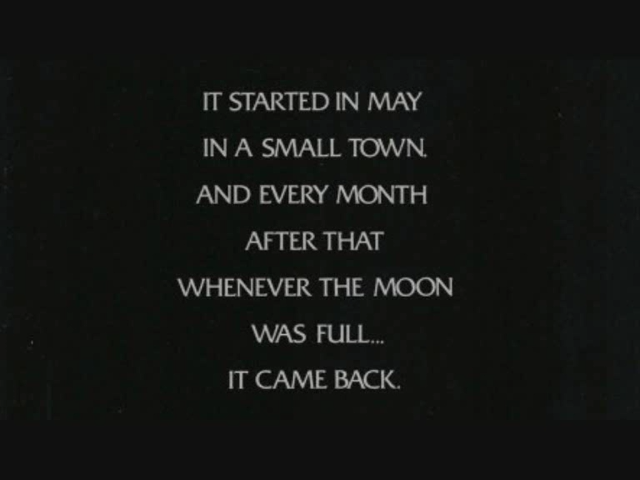 IT STARTED IN MAY
IN A SMALL TOWN.
AND EVERY MONTH
AFTER THAT
WHENEVER THE MOON
WAS FULL...
IT CAME BACK.